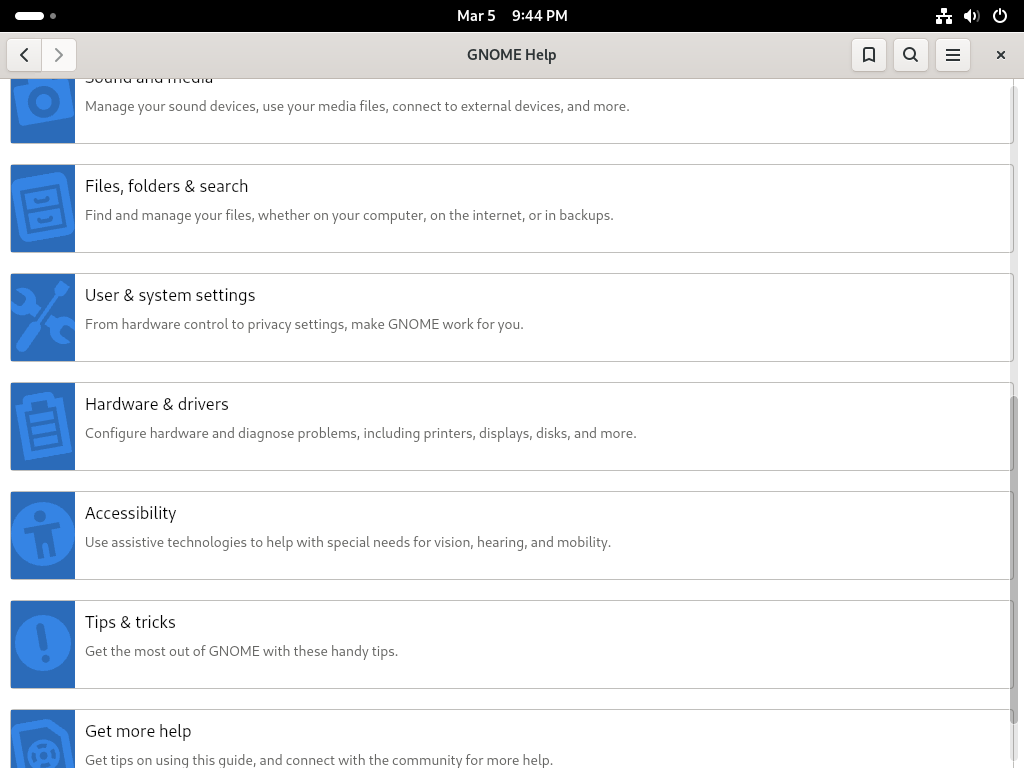 Mar 5 9:44 PM
GNOME Help
Sound and media
Manage your sound devices, use your media files, connect to external devices, and more.
Files, folders & search
Find and manage your files, whether on your computer, on the internet, or in backups.
User & system settings
From hardware control to privacy settings, make GNOME work for you.
Hardware & drivers
Configure hardware and diagnose problems, including printers, displays, disks, and more.
Accessibility
Use assistive technologies to help with special needs for vision, hearing, and mobility.
Tips & tricks
Get the most out of GNOME with these handy tips.
Get more help
Get tips on using this guide, and connect with the community for more help.